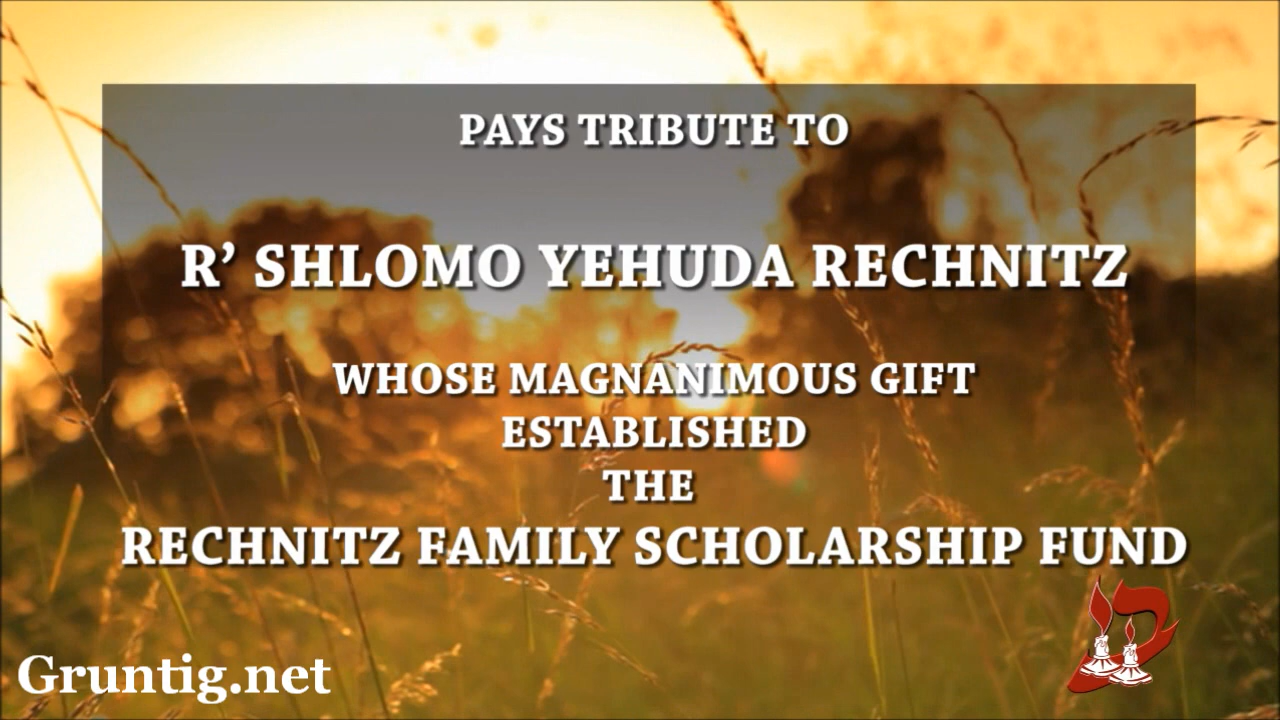 PAYS TRIBUTE TO
R’ SHLOMO YEHUDA RECHNITZ
WHOSE MAGNANIMOUS GIFT
ESTABLISHED
THE
RECHNITZ FAMILY SCHOLARSHIP FUND
Gruntig.net